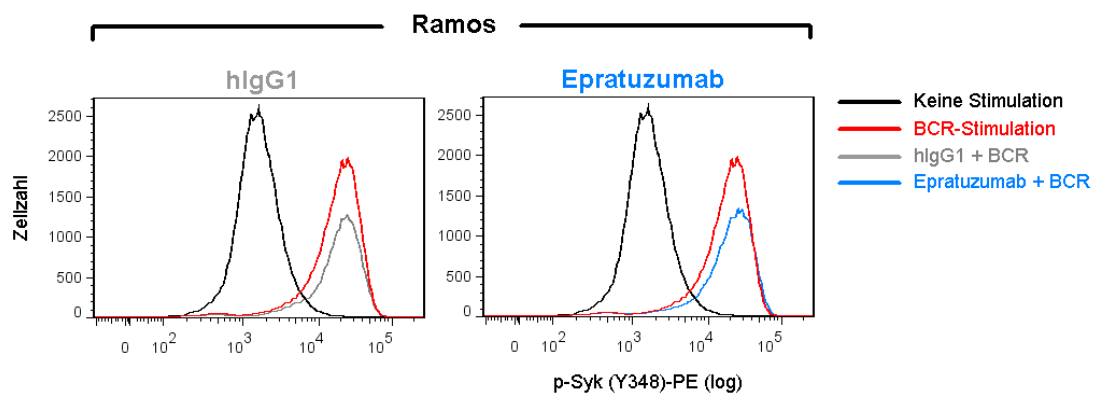 Ramos
hIgG1
Epratuzumab
Keine Stimulation
BCR-Stimulation
hIgG1 + BCR
Epratuzumab + BCR
Zellzahl
2500
2000
1500
1000
500
0
0 10² 10³ 10⁴ 10⁵
2500
2000
1500
1000
500
0
0 10² 10³ 10⁴ 10⁵
p-Syk (Y348)-PE (log)